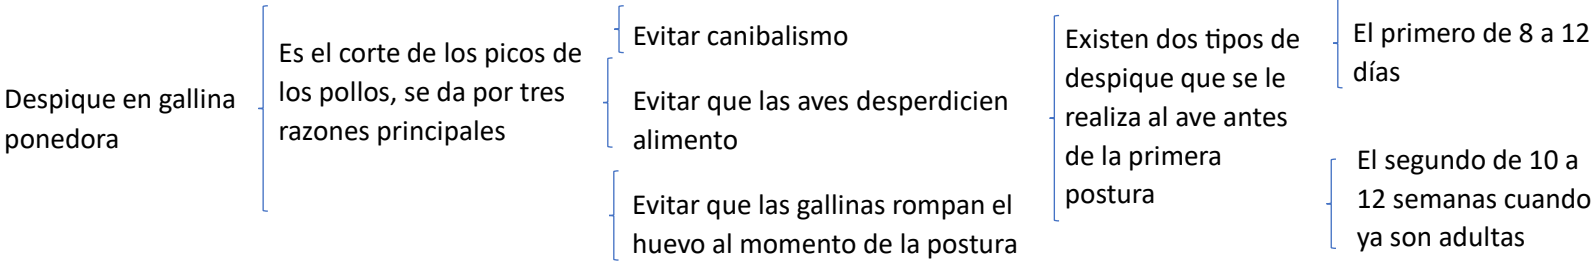 Despique en gallina
ponedora
Es el corte de los picos de
los pollos, se da por tres
razones principales
Evitar canibalismo
Evitar que las aves desperdicien
alimento
Evitar que las gallinas rompan el
huevo al momento de la postura
Existen dos tipos de
despique que se le
realiza al ave antes
de la primera
postura
El primero de 8 a 12
días
El segundo de 10 a
12 semanas cuando
ya son adultas